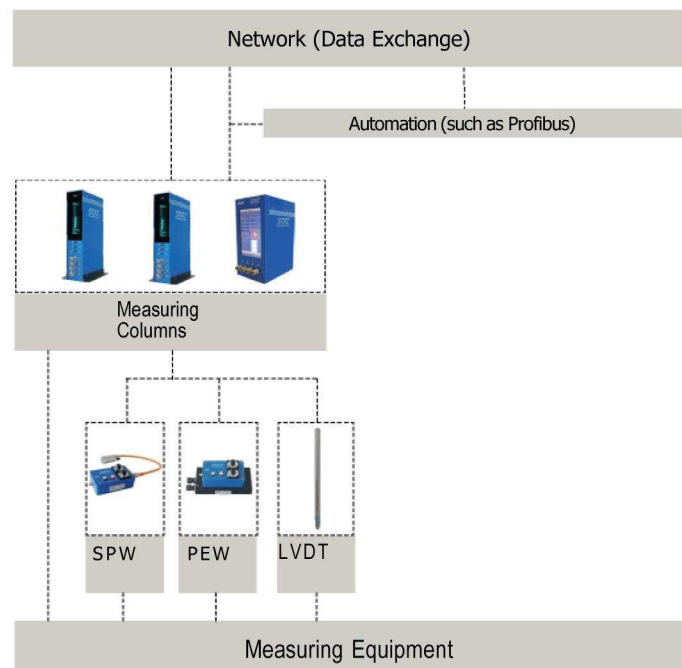 Network (Data Exchange)
Automation (such as Profibus)
Measuring
Columns
SPW
PEW
LVDT
Measuring Equipment